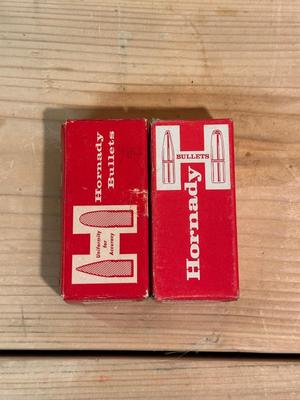 Hornady
Bullets
Uniformity
for
Accuracy
BULLETS
Hornady